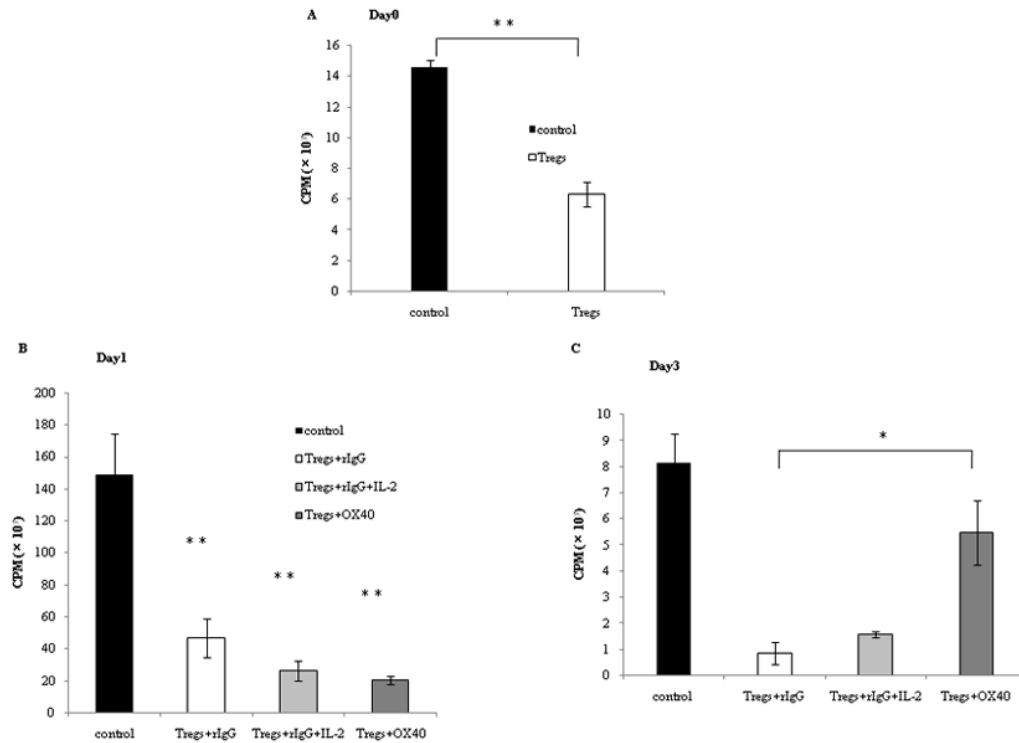 A Day0
* *
16
14
12
10
8
6
4
2
0
CPM (× 10³)
control
Tregs
control Tregs
B
Day1
200
180
160
140
120
100
80
60
40
20
0
CPM (× 10³)
control
Tregs+rIgG
Tregs+rIgG+IL-2
Tregs+OX40
* *
* *
* *
control Tregs+rIgG Tregs+rIgG+IL-2 Tregs+OX40
C
Day3
10
9
8
7
6
5
4
3
2
1
0
CPM (× 10³)
*
control Tregs+rIgG Tregs+rIgG+IL-2 Tregs+OX40